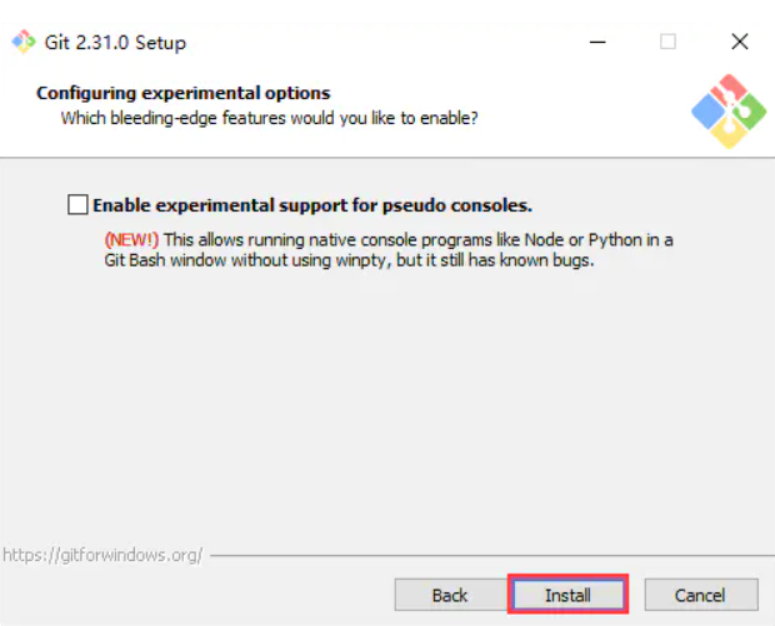 Git 2.31.0 Setup
Configuring experimental options
Which bleeding-edge features would you like to enable?
Enable experimental support for pseudo consoles.
(NEW!) This allows running native console programs like Node or Python in a
Git Bash window without using winpty, but it still has known bugs.
https://gitforwindows.org/
Back
Install
Cancel